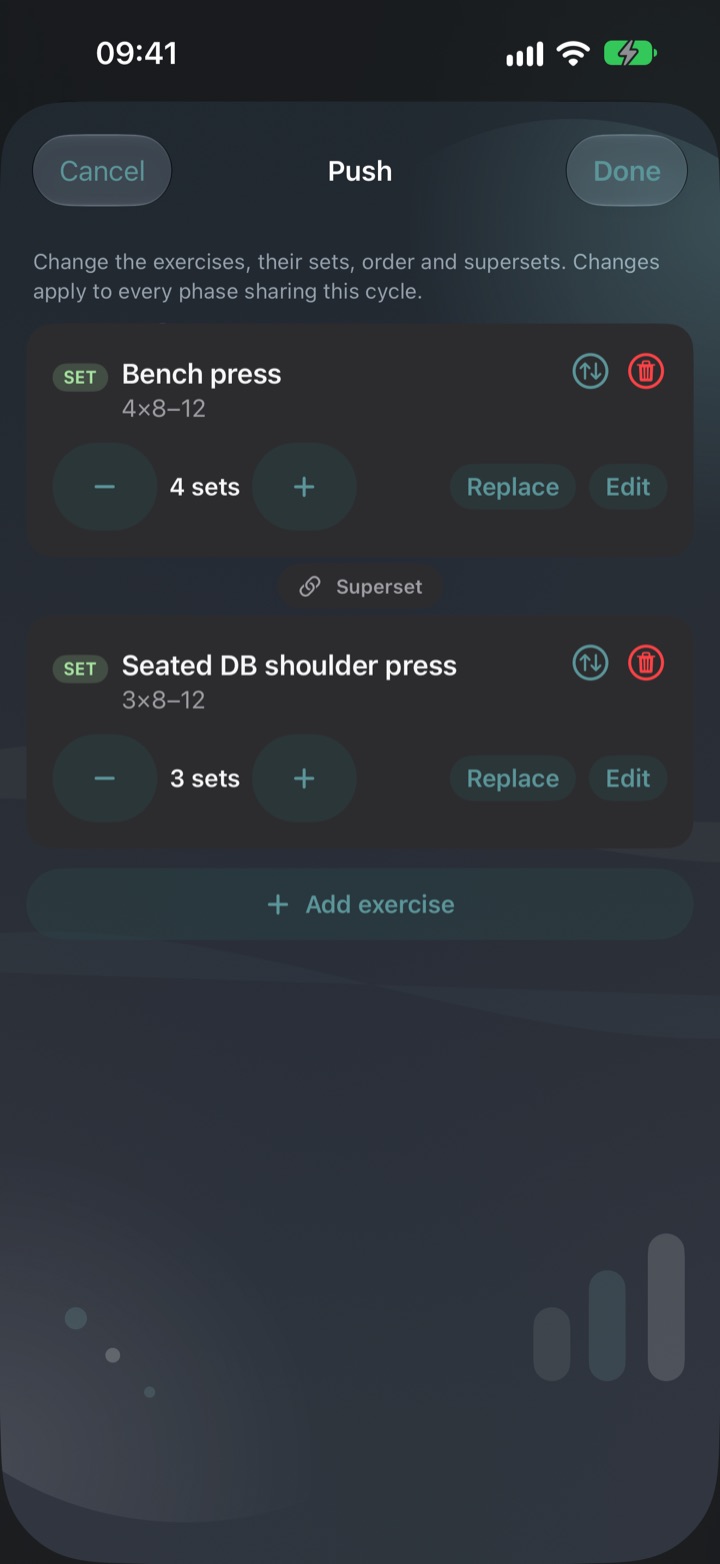 09:41
Cancel
Push
Done
Change the exercises, their sets, order and supersets. Changes
apply to every phase sharing this cycle.
SET Bench press
4×8–12
− 4 sets + Replace Edit
Superset
SET Seated DB shoulder press
3×8–12
− 3 sets + Replace Edit
+ Add exercise